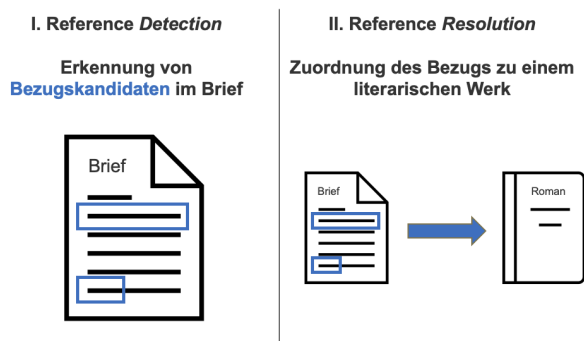 I. Reference Detection
Erkennung von
Bezugskandidaten im Brief
Brief
II. Reference Resolution
Zuordnung des Bezugs zu einem
literarischen Werk
Brief
Roman